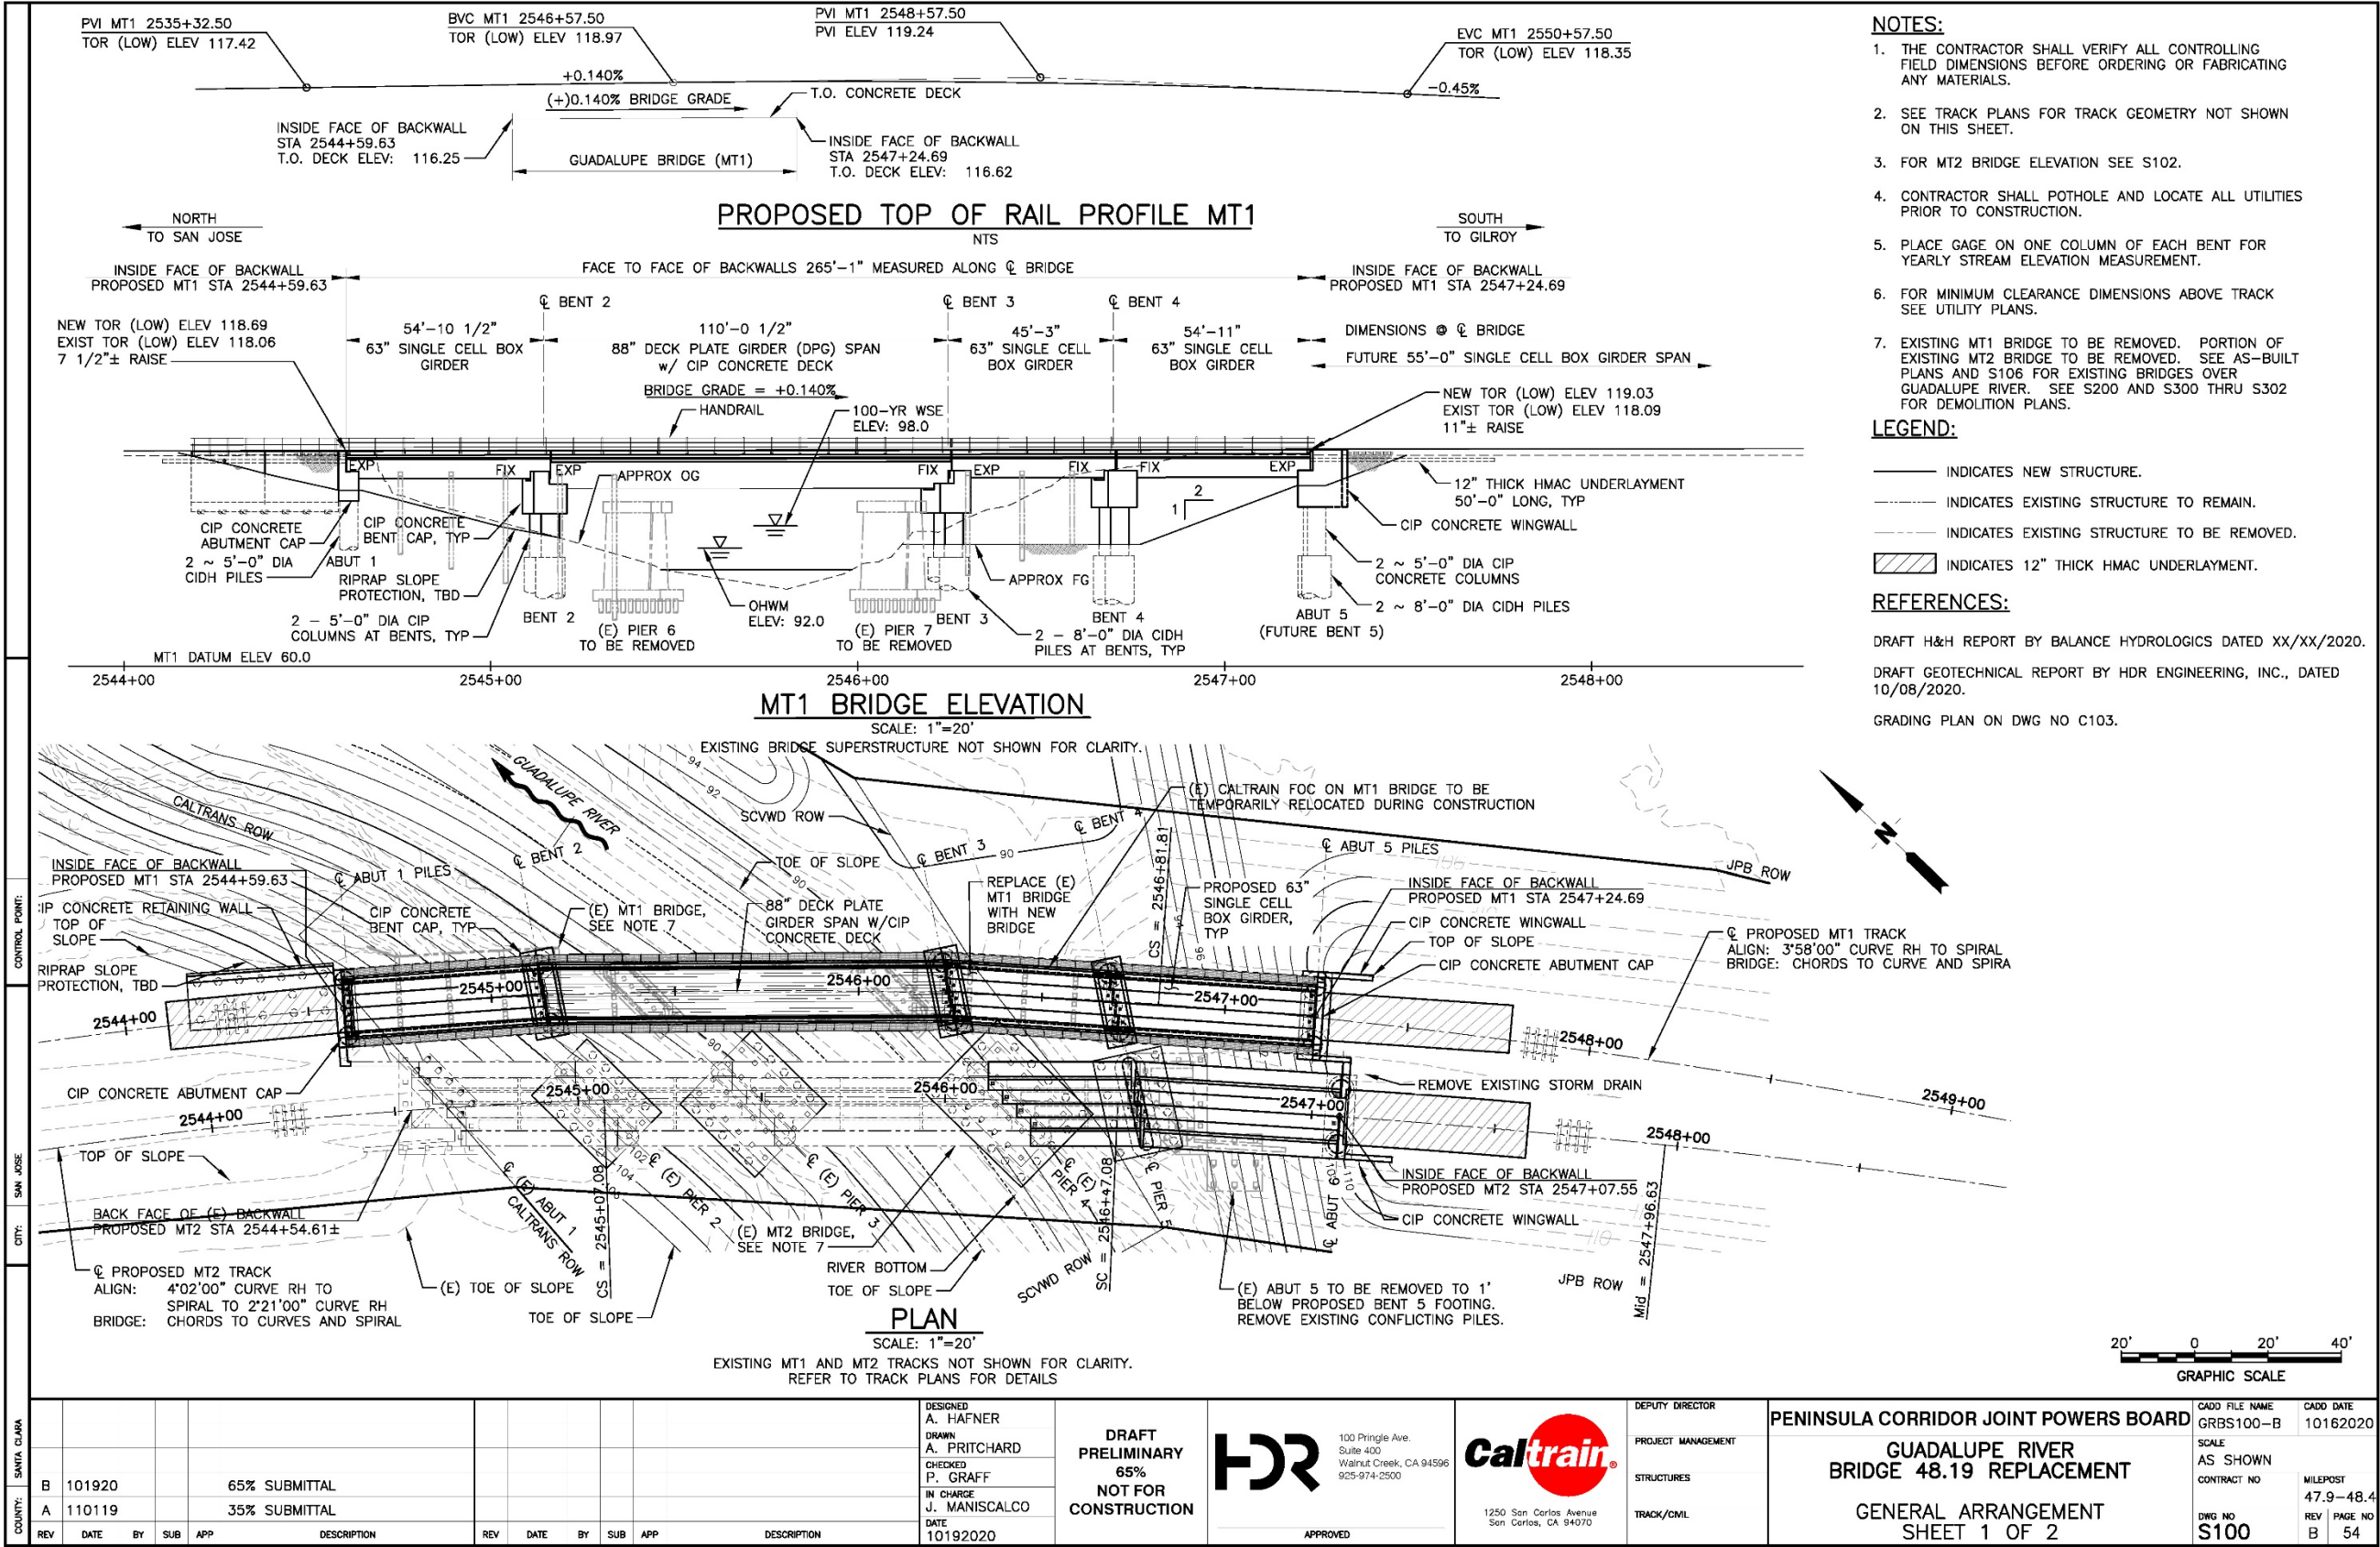 PVI MT1 2535+32.50
TOR (LOW) ELEV 117.42
BVC MT1 2546+57.50
TOR (LOW) ELEV 118.97
PVI MT1 2548+57.50
PVI ELEV 119.24
EVC MT1 2550+57.50
TOR (LOW) ELEV 118.35
+0.140%
-0.45%
(+)0.140% BRIDGE GRADE
T.O. CONCRETE DECK
INSIDE FACE OF BACKWALL
STA 2544+59.63
T.O. DECK ELEV: 116.25
GUADALUPE BRIDGE (MT1)
INSIDE FACE OF BACKWALL
STA 2547+24.69
T.O. DECK ELEV: 116.62
PROPOSED TOP OF RAIL PROFILE MT1
NTS
NORTH
TO SAN JOSE
SOUTH
TO GILROY
INSIDE FACE OF BACKWALL
PROPOSED MT1 STA 2544+59.63
FACE TO FACE OF BACKWALLS 265'-1" MEASURED ALONG ℄ BRIDGE
INSIDE FACE OF BACKWALL
PROPOSED MT1 STA 2547+24.69
℄ BENT 2
℄ BENT 3
℄ BENT 4
NEW TOR (LOW) ELEV 118.69
EXIST TOR (LOW) ELEV 118.06
7 1/2"± RAISE
54'-10 1/2"
63" SINGLE CELL BOX
GIRDER
110'-0 1/2"
88" DECK PLATE GIRDER (DPG) SPAN
w/ CIP CONCRETE DECK
45'-3"
63" SINGLE CELL
BOX GIRDER
54'-11"
63" SINGLE CELL
BOX GIRDER
DIMENSIONS @ ℄ BRIDGE
FUTURE 55'-0" SINGLE CELL BOX GIRDER SPAN
BRIDGE GRADE = +0.140%
HANDRAIL
100-YR WSE
ELEV: 98.0
NEW TOR (LOW) ELEV 119.03
EXIST TOR (LOW) ELEV 118.09
11"± RAISE
EXP
FIX
EXP
APPROX OG
FIX
EXP
FIX
FIX
EXP
2
1
12" THICK HMAC UNDERLAYMENT
50'-0" LONG, TYP
CIP CONCRETE WINGWALL
CIP CONCRETE
ABUTMENT CAP
CIP CONCRETE
BENT CAP, TYP
2 ~ 5'-0" DIA
CIDH PILES
ABUT 1
RIPRAP SLOPE
PROTECTION, TBD
2 - 5'-0" DIA CIP
COLUMNS AT BENTS, TYP
BENT 2
(E) PIER 6
TO BE REMOVED
OHWM
ELEV: 92.0
(E) PIER 7
TO BE REMOVED
BENT 3
APPROX FG
BENT 4
2 - 8'-0" DIA CIDH
PILES AT BENTS, TYP
2 ~ 5'-0" DIA CIP
CONCRETE COLUMNS
2 ~ 8'-0" DIA CIDH PILES
ABUT 5
(FUTURE BENT 5)
MT1 DATUM ELEV 60.0
2544+00
2545+00
2546+00
2547+00
2548+00
MT1 BRIDGE ELEVATION
SCALE: 1"=20'
EXISTING BRIDGE SUPERSTRUCTURE NOT SHOWN FOR CLARITY.
NOTES:
1. THE CONTRACTOR SHALL VERIFY ALL CONTROLLING
FIELD DIMENSIONS BEFORE ORDERING OR FABRICATING
ANY MATERIALS.
2. SEE TRACK PLANS FOR TRACK GEOMETRY NOT SHOWN
ON THIS SHEET.
3. FOR MT2 BRIDGE ELEVATION SEE S102.
4. CONTRACTOR SHALL POTHOLE AND LOCATE ALL UTILITIES
PRIOR TO CONSTRUCTION.
5. PLACE GAGE ON ONE COLUMN OF EACH BENT FOR
YEARLY STREAM ELEVATION MEASUREMENT.
6. FOR MINIMUM CLEARANCE DIMENSIONS ABOVE TRACK
SEE UTILITY PLANS.
7. EXISTING MT1 BRIDGE TO BE REMOVED. PORTION OF
EXISTING MT2 BRIDGE TO BE REMOVED. SEE AS-BUILT
PLANS AND S106 FOR EXISTING BRIDGES OVER
GUADALUPE RIVER. SEE S200 AND S300 THRU S302
FOR DEMOLITION PLANS.
LEGEND:
INDICATES NEW STRUCTURE.
INDICATES EXISTING STRUCTURE TO REMAIN.
INDICATES EXISTING STRUCTURE TO BE REMOVED.
INDICATES 12" THICK HMAC UNDERLAYMENT.
REFERENCES:
DRAFT H&H REPORT BY BALANCE HYDROLOGICS DATED XX/XX/2020.
DRAFT GEOTECHNICAL REPORT BY HDR ENGINEERING, INC., DATED
10/08/2020.
GRADING PLAN ON DWG NO C103.
CALTRANS ROW
GUADALUPE RIVER
94
92
SCVWD ROW
(E) CALTRAIN FOC ON MT1 BRIDGE TO BE
TEMPORARILY RELOCATED DURING CONSTRUCTION
℄ BENT 2
TOE OF SLOPE
90
℄ BENT 3
90
℄ BENT 4
CS = 2546+81.81
℄ ABUT 5 PILES
JPB ROW
N
INSIDE FACE OF BACKWALL
PROPOSED MT1 STA 2544+59.63
℄ ABUT 1 PILES
CIP CONCRETE RETAINING WALL
TOP OF
SLOPE
CIP CONCRETE
BENT CAP, TYP
(E) MT1 BRIDGE,
SEE NOTE 7
88" DECK PLATE
GIRDER SPAN W/CIP
CONCRETE DECK
REPLACE (E)
MT1 BRIDGE
WITH NEW
BRIDGE
PROPOSED 63"
SINGLE CELL
BOX GIRDER,
TYP
94
96
INSIDE FACE OF BACKWALL
PROPOSED MT1 STA 2547+24.69
CIP CONCRETE WINGWALL
TOP OF SLOPE
CIP CONCRETE ABUTMENT CAP
℄ PROPOSED MT1 TRACK
ALIGN: 3°58'00" CURVE RH TO SPIRAL
BRIDGE: CHORDS TO CURVE AND SPIRA
RIPRAP SLOPE
PROTECTION, TBD
2544+00
2545+00
2546+00
2547+00
2548+00
2549+00
CIP CONCRETE ABUTMENT CAP
2544+00
2545+00
90
2546+00
2547+00
2548+00
REMOVE EXISTING STORM DRAIN
TOP OF SLOPE
℄ (E) ABUT 1
CALTRANS ROW
CS = 2545+07.08
102
104
℄ (E) PIER 2
℄ (E) PIER 3
℄ (E)
PIER 4
SC = 2546+47.08
℄ PIER 5
110
℄ ABUT 6
110
INSIDE FACE OF BACKWALL
PROPOSED MT2 STA 2547+07.55
CIP CONCRETE WINGWALL
Mid = 2547+96.63
JPB ROW
BACK FACE OF (E) BACKWALL
PROPOSED MT2 STA 2544+54.61±
(E) MT2 BRIDGE,
SEE NOTE 7
RIVER BOTTOM
TOE OF SLOPE
SCVWD ROW
℄ PROPOSED MT2 TRACK
ALIGN: 4°02'00" CURVE RH TO
SPIRAL TO 2°21'00" CURVE RH
BRIDGE: CHORDS TO CURVES AND SPIRAL
(E) TOE OF SLOPE
TOE OF SLOPE
(E) ABUT 5 TO BE REMOVED TO 1'
BELOW PROPOSED BENT 5 FOOTING.
REMOVE EXISTING CONFLICTING PILES.
PLAN
SCALE: 1"=20'
EXISTING MT1 AND MT2 TRACKS NOT SHOWN FOR CLARITY.
REFER TO TRACK PLANS FOR DETAILS
20' 0 20' 40'
GRAPHIC SCALE
CONTROL POINT:
CITY: SAN JOSE
COUNTY: SANTA CLARA
B 101920 65% SUBMITTAL
A 110119 35% SUBMITTAL
REV DATE BY SUB APP DESCRIPTION REV DATE BY SUB APP DESCRIPTION
DESIGNED
A. HAFNER
DRAWN
A. PRITCHARD
CHECKED
P. GRAFF
IN CHARGE
J. MANISCALCO
DATE
10192020
DRAFT
PRELIMINARY
65%
NOT FOR
CONSTRUCTION
HDR
100 Pringle Ave.
Suite 400
Walnut Creek, CA 94596
925-974-2500
APPROVED
Caltrain®
1250 San Carlos Avenue
San Carlos, CA 94070
DEPUTY DIRECTOR
PROJECT MANAGEMENT
STRUCTURES
TRACK/CIVIL
PENINSULA CORRIDOR JOINT POWERS BOARD
GUADALUPE RIVER
BRIDGE 48.19 REPLACEMENT
GENERAL ARRANGEMENT
SHEET 1 OF 2
CADD FILE NAME
GRBS100-B
CADD DATE
10162020
SCALE
AS SHOWN
CONTRACT NO
MILEPOST
47.9-48.4
DWG NO
S100
REV
B
PAGE NO
54